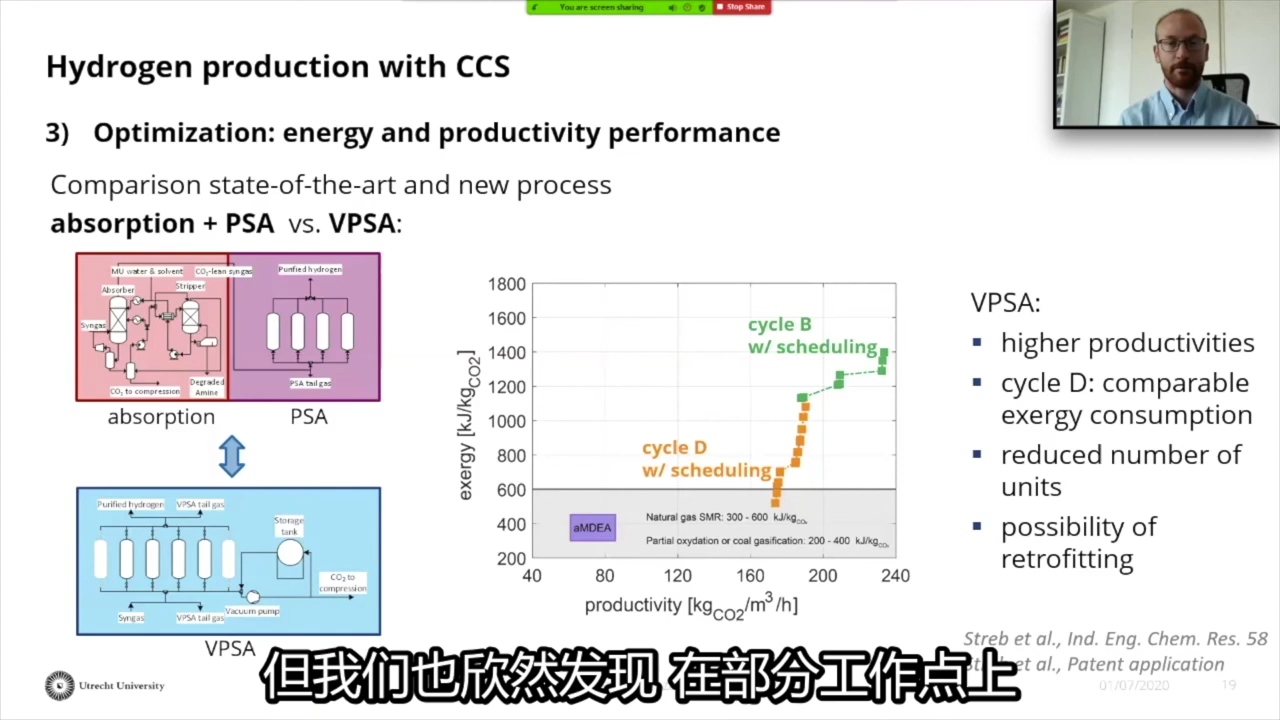 You are screen sharing
Stop Share
Hydrogen production with CCS
3) Optimization: energy and productivity performance
Comparison state-of-the-art and new process
absorption + PSA vs. VPSA:
MU water & solvent
CO2-lean syngas
Purified hydrogen
Absorber
Stripper
Syngas
CO2 to compression
Degraded
Amine
PSA tail gas
absorption
PSA
Purified hydrogen
VPSA tail gas
Storage
tank
CO2 to
compression
Syngas
VPSA tail gas
Vacuum pump
VPSA
exergy [kJ/kgCO2]
1800
1600
1400
1200
1000
800
600
400
200
cycle B
w/ scheduling
cycle D
w/ scheduling
aMDEA
Natural gas SMR: 300 - 600 kJ/kgCO2
Partial oxydation or coal gasification: 200 - 400 kJ/kgCO2
40 80 120 160 200 240
productivity [kgCO2/m3/h]
VPSA:
▪ higher productivities
▪ cycle D: comparable
exergy consumption
▪ reduced number of
units
▪ possibility of
retrofitting
Streb et al., Ind. Eng. Chem. Res. 58
et al., Patent application
但我们也欣然发现 在部分工作点上
Utrecht University
01/07/2020
19